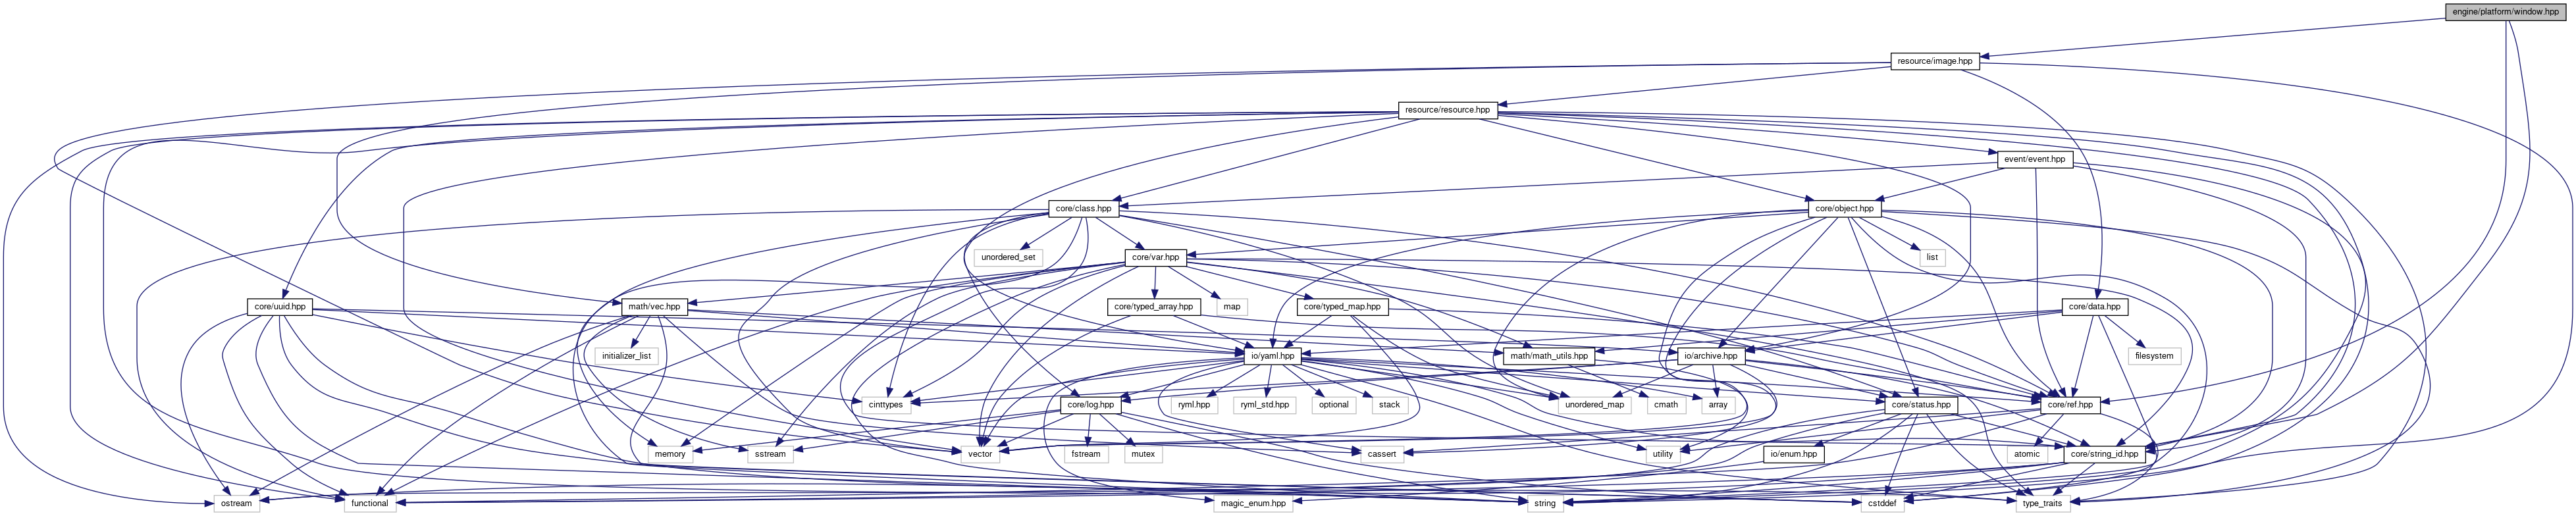 engine/platform/window.hpp
resource/image.hpp
resource/resource.hpp
event/event.hpp
core/class.hpp
core/object.hpp
unordered_set
core/var.hpp
list
core/uuid.hpp
math/vec.hpp
core/typed_array.hpp
map
core/typed_map.hpp
core/data.hpp
initializer_list
io/yaml.hpp
math/math_utils.hpp
io/archive.hpp
filesystem
cinttypes
core/log.hpp
ryml.hpp
ryml_std.hpp
optional
stack
unordered_map
cmath
array
core/status.hpp
core/ref.hpp
memory
sstream
vector
fstream
mutex
cassert
utility
io/enum.hpp
atomic
core/string_id.hpp
ostream
functional
magic_enum.hpp
string
cstddef
type_traits